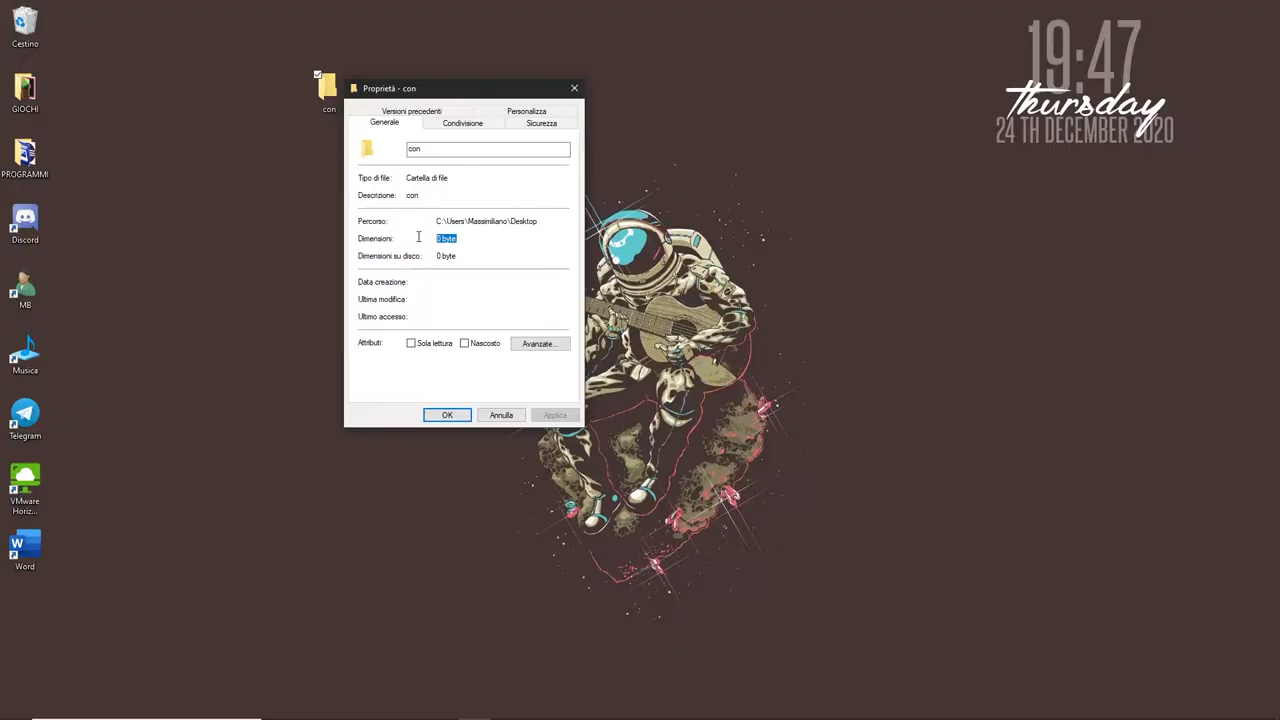 Cestino
GIOCHI
PROGRAMMI
Discord
MB
Musica
Telegram
VMware
Horiz...
W
Word
con
Proprietà - con
Versioni precedenti
Personalizza
Generale
Condivisione
Sicurezza
con
Tipo di file: Cartella di file
Descrizione: con
Percorso: C:\Users\Massimiliano\Desktop
Dimensioni: 0 byte
Dimensioni su disco: 0 byte
Data creazione:
Ultima modifica:
Ultimo accesso:
Attributi: Sola lettura Nascosto Avanzate...
OK Annulla Applica
19:47
thursday
24 TH DECEMBER 2020